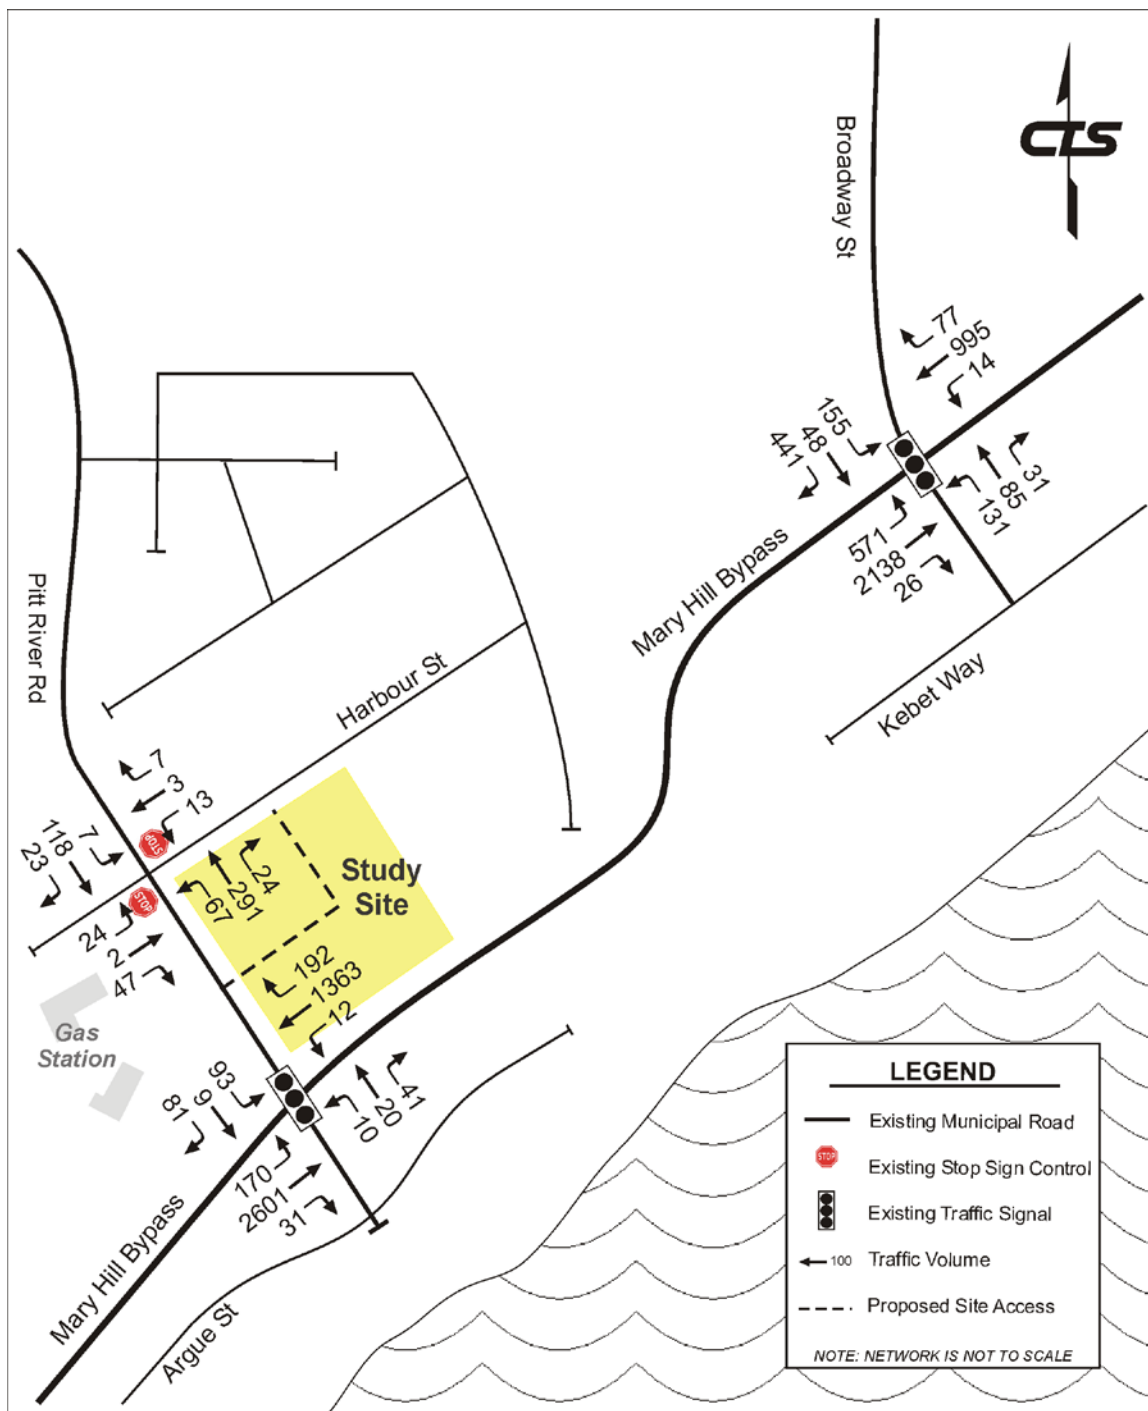 CTS
Broadway St
77
995
14
155
48
441
31
85
131
571
2138
26
Mary Hill Bypass
Kebet Way
Pitt River Rd
Harbour St
7
3
13
STOP
7
118
23
STOP
24
2
47
24
291
67
Study
Site
192
1363
12
Gas
Station
93
9
81
41
20
10
170
2601
31
Mary Hill Bypass
Argue St
LEGEND
Existing Municipal Road
STOP
Existing Stop Sign Control
Existing Traffic Signal
100
Traffic Volume
Proposed Site Access
NOTE: NETWORK IS NOT TO SCALE